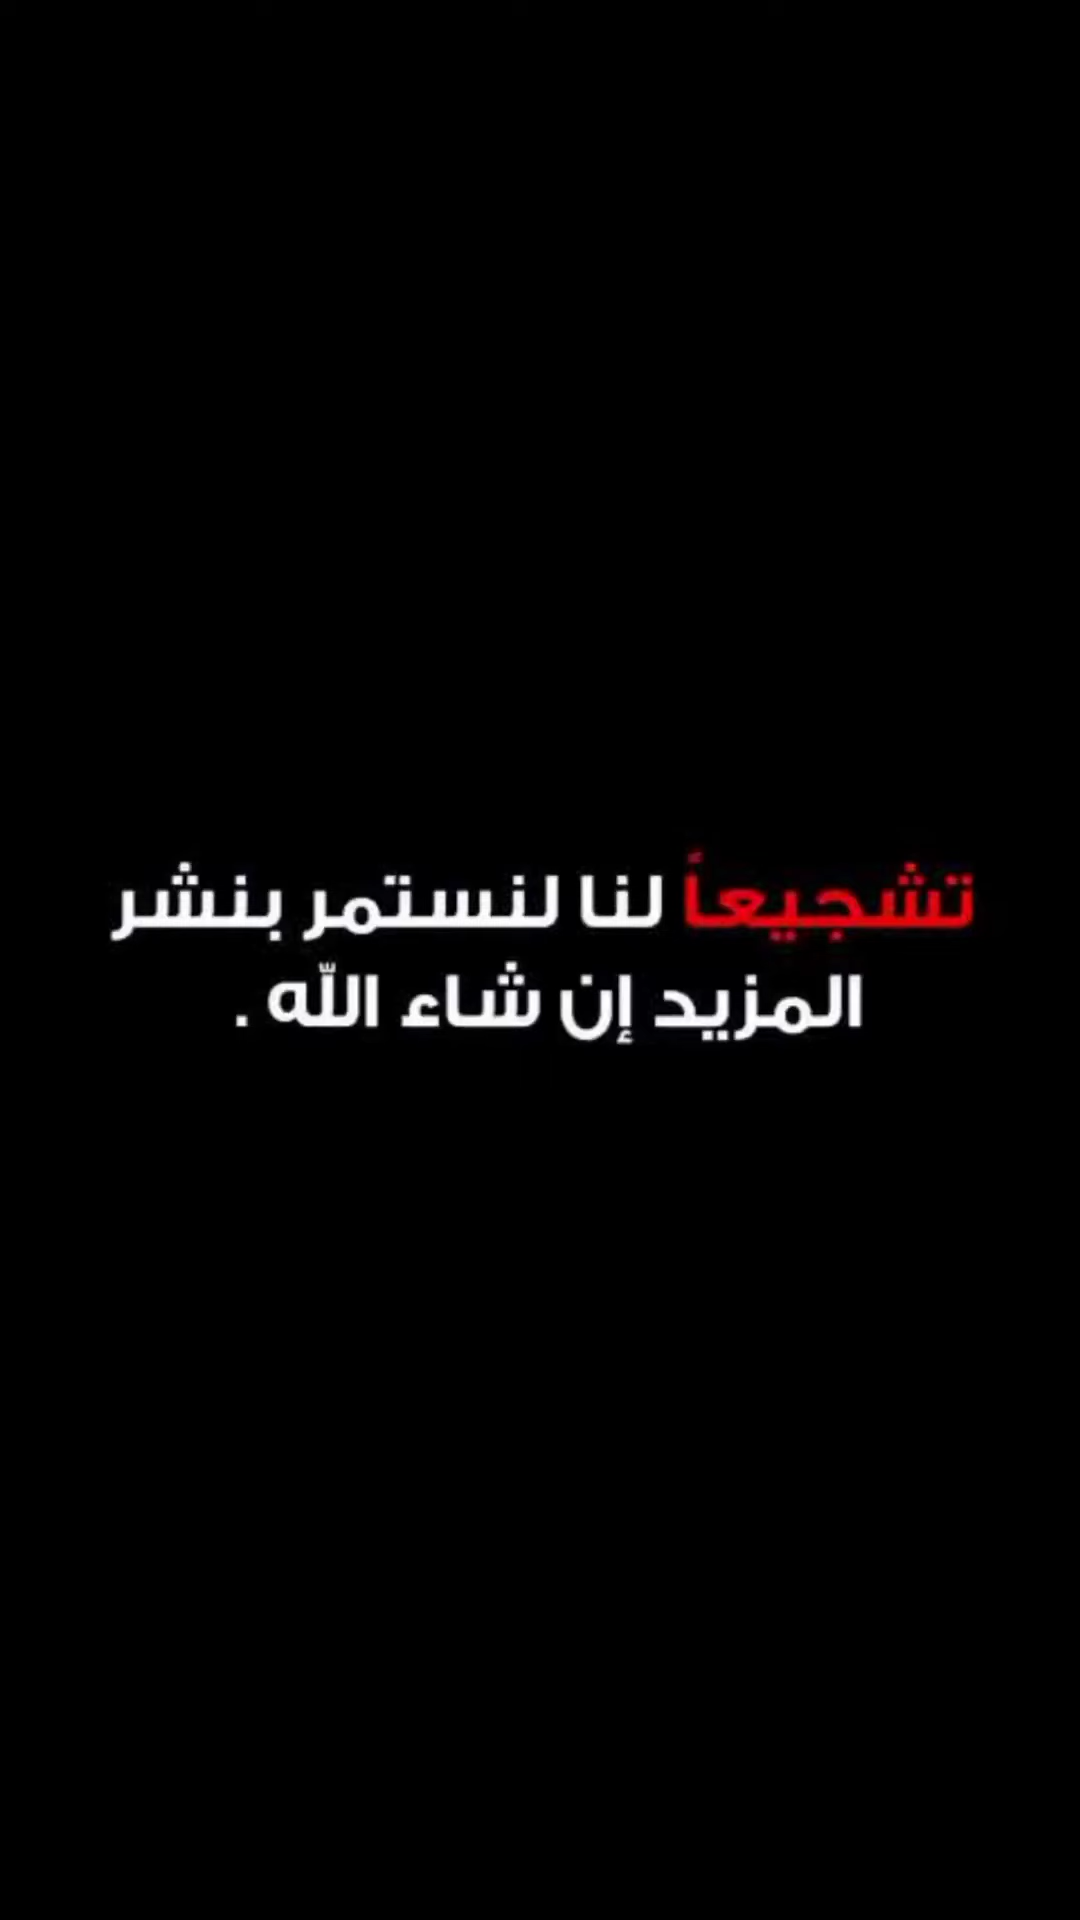 تشجيعاً لنا لنستمر بنشر
المزيد إن شاء اللّه .